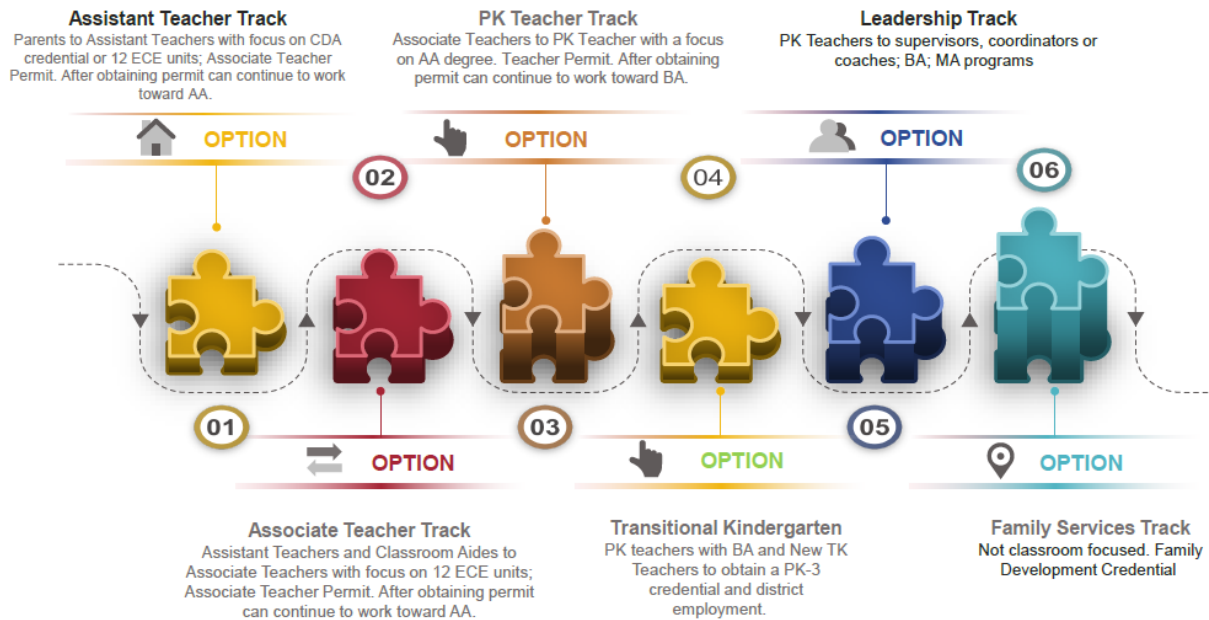 Assistant Teacher Track
Parents to Assistant Teachers with focus on CDA
credential or 12 ECE units; Associate Teacher
Permit. After obtaining permit can continue to work
toward AA.
OPTION
01
02
OPTION
Associate Teacher Track
Assistant Teachers and Classroom Aides to
Associate Teachers with focus on 12 ECE units;
Associate Teacher Permit. After obtaining permit
can continue to work toward AA.
PK Teacher Track
Associate Teachers to PK Teacher with a focus
on AA degree. Teacher Permit. After obtaining
permit can continue to work toward BA.
OPTION
03
04
OPTION
Transitional Kindergarten
PK teachers with BA and New TK
Teachers to obtain a PK-3
credential and district
employment.
Leadership Track
PK Teachers to supervisors, coordinators or
coaches; BA; MA programs
OPTION
05
06
OPTION
Family Services Track
Not classroom focused. Family
Development Credential